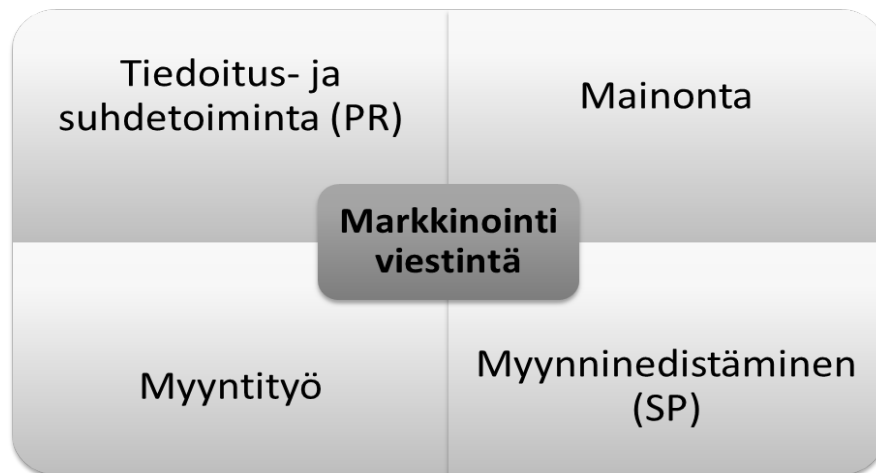 Tiedoitus- ja
suhdetoiminta (PR)
Mainonta
Markkinointi
viestintä
Myyntityö
Myynninedistäminen
(SP)